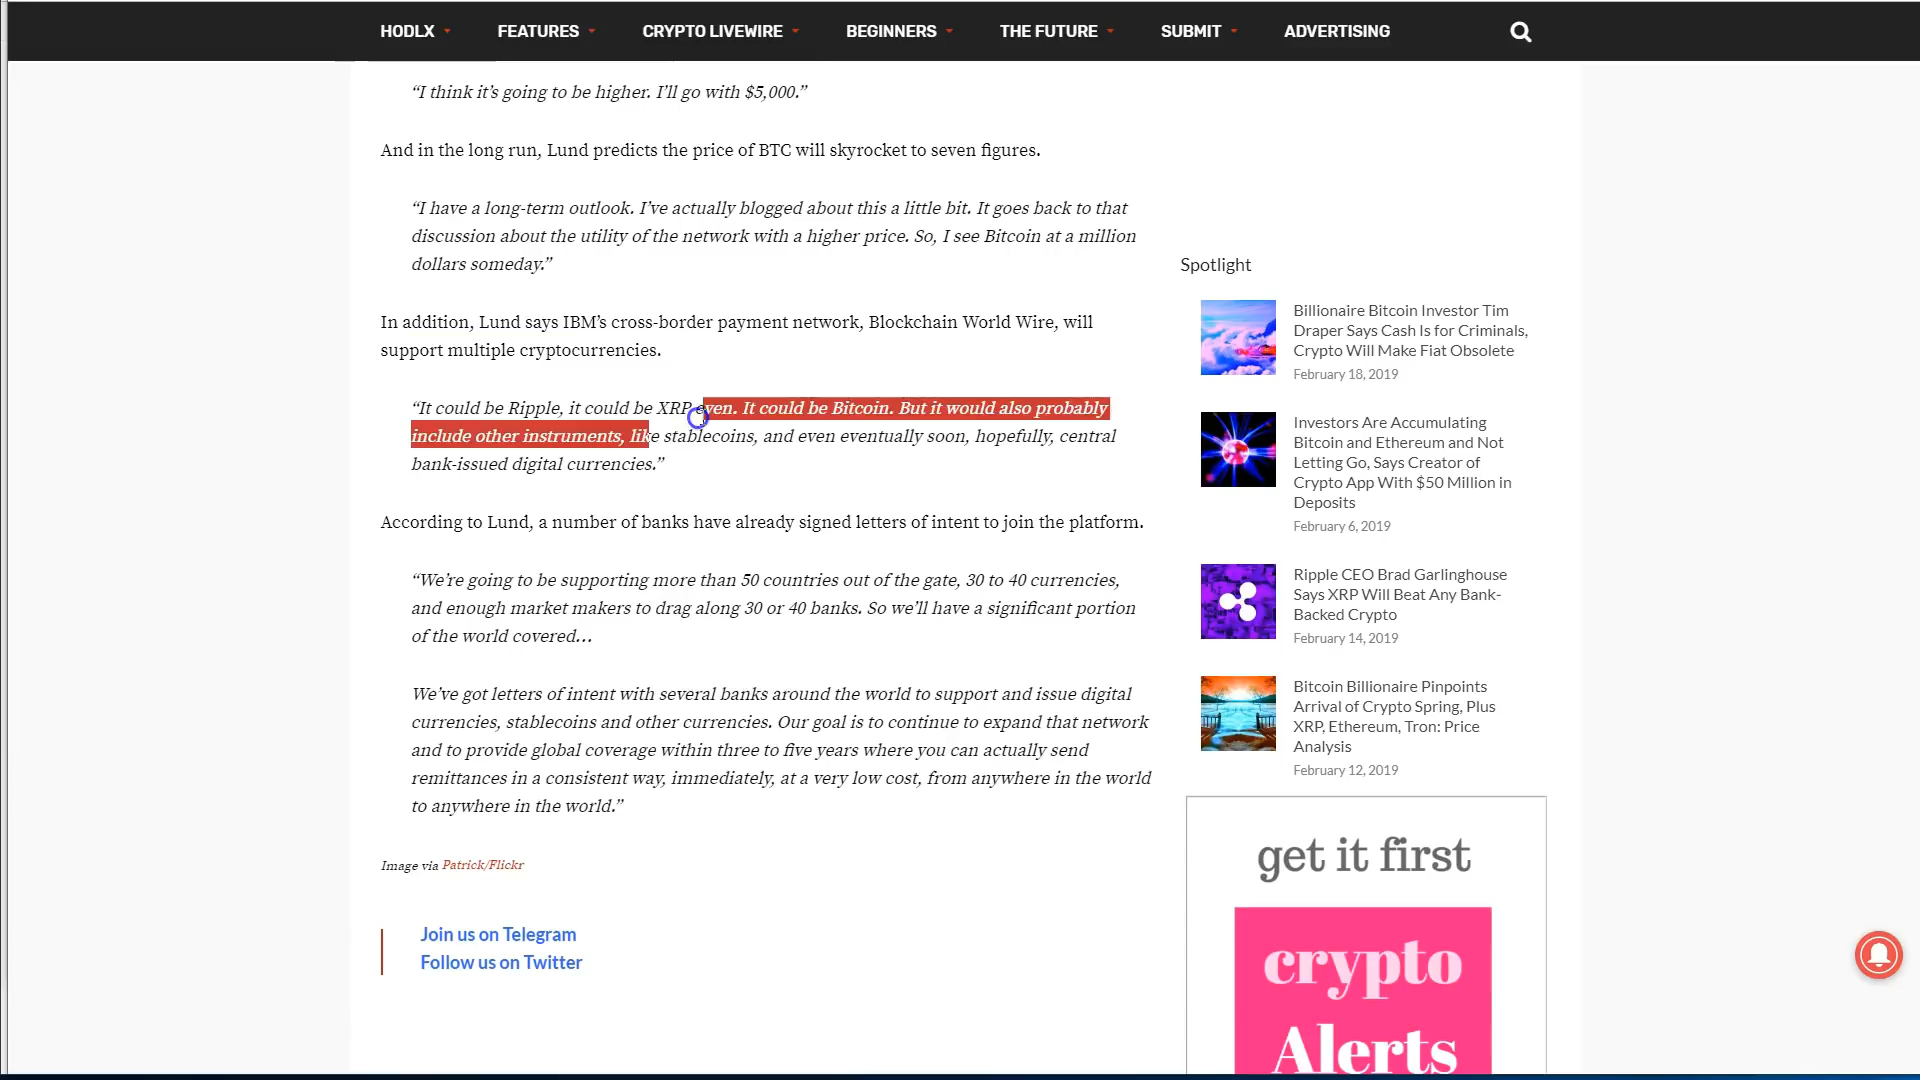 HODLX FEATURES CRYPTO LIVEWIRE BEGINNERS THE FUTURE SUBMIT ADVERTISING
“I think it’s going to be higher. I’ll go with $5,000.”
And in the long run, Lund predicts the price of BTC will skyrocket to seven figures.
“I have a long-term outlook. I’ve actually blogged about this a little bit. It goes back to that
discussion about the utility of the network with a higher price. So, I see Bitcoin at a million
dollars someday.”
In addition, Lund says IBM’s cross-border payment network, Blockchain World Wire, will
support multiple cryptocurrencies.
“It could be Ripple, it could be XRP even. It could be Bitcoin. But it would also probably
include other instruments, like stablecoins, and even eventually soon, hopefully, central
bank-issued digital currencies.”
According to Lund, a number of banks have already signed letters of intent to join the platform.
“We’re going to be supporting more than 50 countries out of the gate, 30 to 40 currencies,
and enough market makers to drag along 30 or 40 banks. So we’ll have a significant portion
of the world covered…
We’ve got letters of intent with several banks around the world to support and issue digital
currencies, stablecoins and other currencies. Our goal is to continue to expand that network
and to provide global coverage within three to five years where you can actually send
remittances in a consistent way, immediately, at a very low cost, from anywhere in the world
to anywhere in the world.”
Image via Patrick/Flickr
Join us on Telegram
Follow us on Twitter
Spotlight
Billionaire Bitcoin Investor Tim
Draper Says Cash Is for Criminals,
Crypto Will Make Fiat Obsolete
February 18, 2019
Investors Are Accumulating
Bitcoin and Ethereum and Not
Letting Go, Says Creator of
Crypto App With $50 Million in
Deposits
February 6, 2019
Ripple CEO Brad Garlinghouse
Says XRP Will Beat Any Bank-
Backed Crypto
February 14, 2019
Bitcoin Billionaire Pinpoints
Arrival of Crypto Spring, Plus
XRP, Ethereum, Tron: Price
Analysis
February 12, 2019
get it first
crypto
Alerts